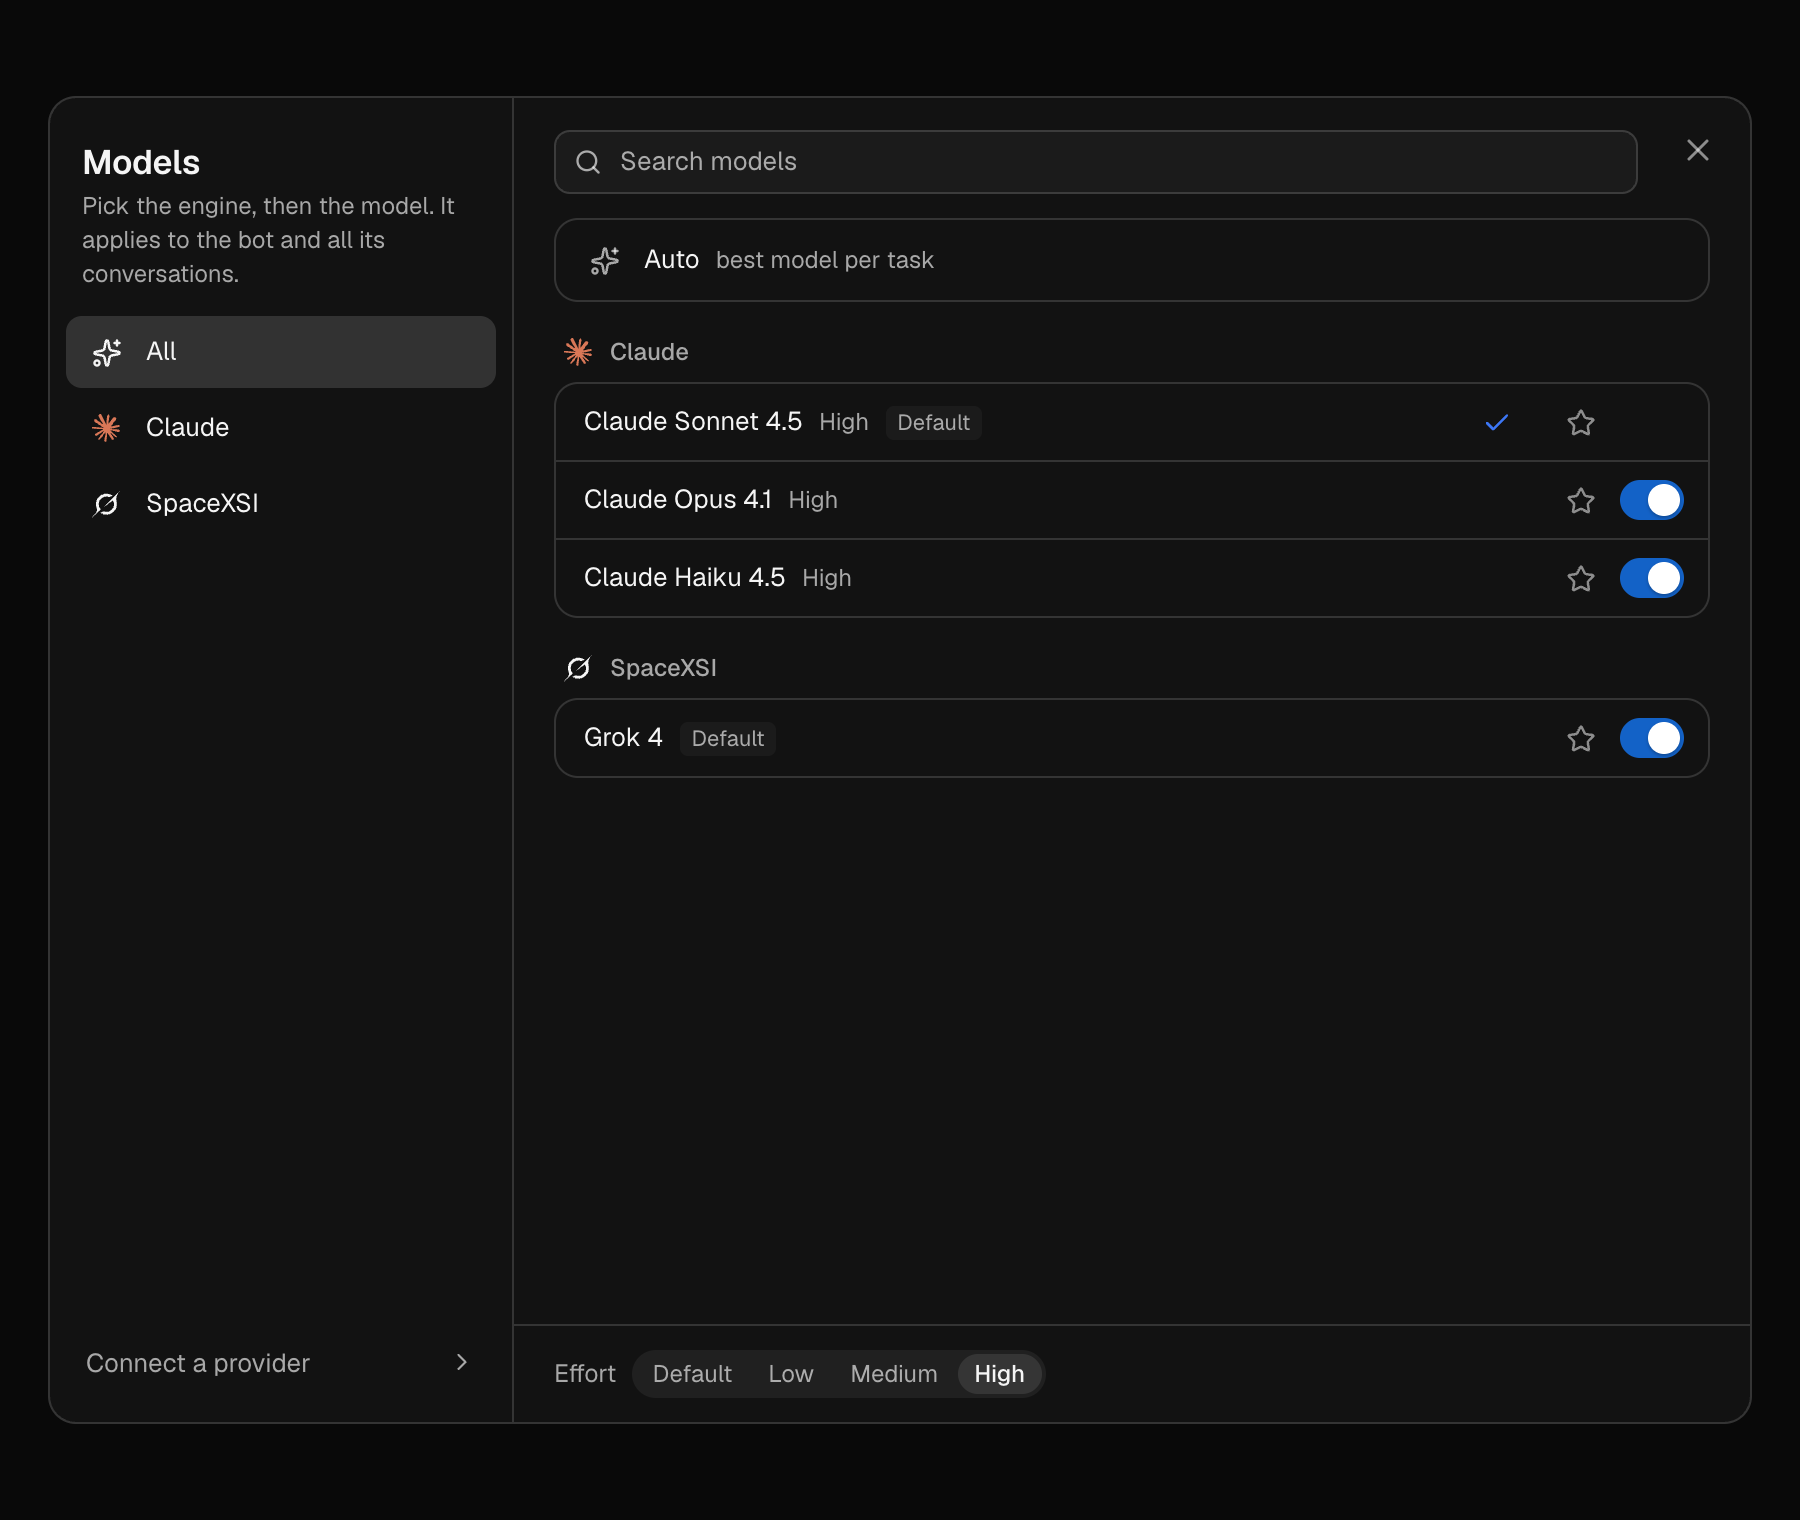 Models
Pick the engine, then the model. It
applies to the bot and all its
conversations.
All
Claude
SpaceXSI
Connect a provider
Search models
Auto best model per task
Claude
Claude Sonnet 4.5 High Default
Claude Opus 4.1 High
Claude Haiku 4.5 High
SpaceXSI
Grok 4 Default
Effort Default Low Medium High